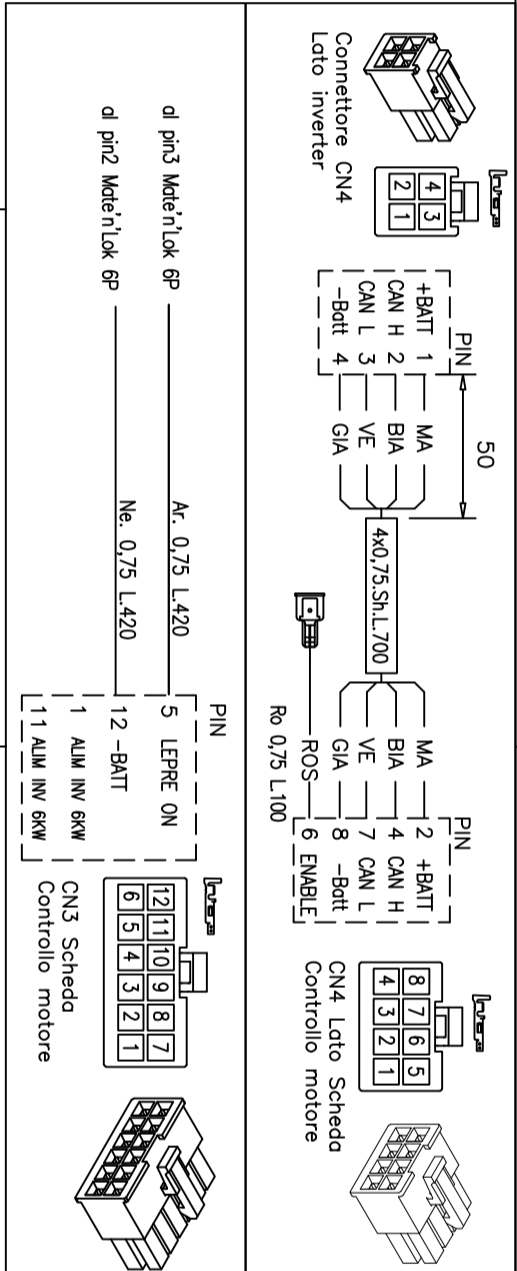 Connettore CN4
Lato inverter
4 3
2 1
PIN
+BATT 1
CAN H 2
CAN L 3
-Batt 4
50
MA
BIA
VE
GIA
4x0,75.Sh.L.700
MA
BIA
VE
GIA
ROS
Ro 0,75 L.100
PIN
2 +BATT
4 CAN H
7 CAN L
8 -Batt
6 ENABLE
8 7 6 5
4 3 2 1
CN4 Lato Scheda
Controllo motore
al pin3 Mate'n'Lok 6P
al pin2 Mate'n'Lok 6P
Ar. 0,75 L.420
Ne. 0,75 L.420
PIN
5 LEPRE ON
12 -BATT
1 ALIM INV 6KW
11 ALIM INV 6KW
12 11 10 9 8 7
6 5 4 3 2 1
CN3 Scheda
Controllo motore